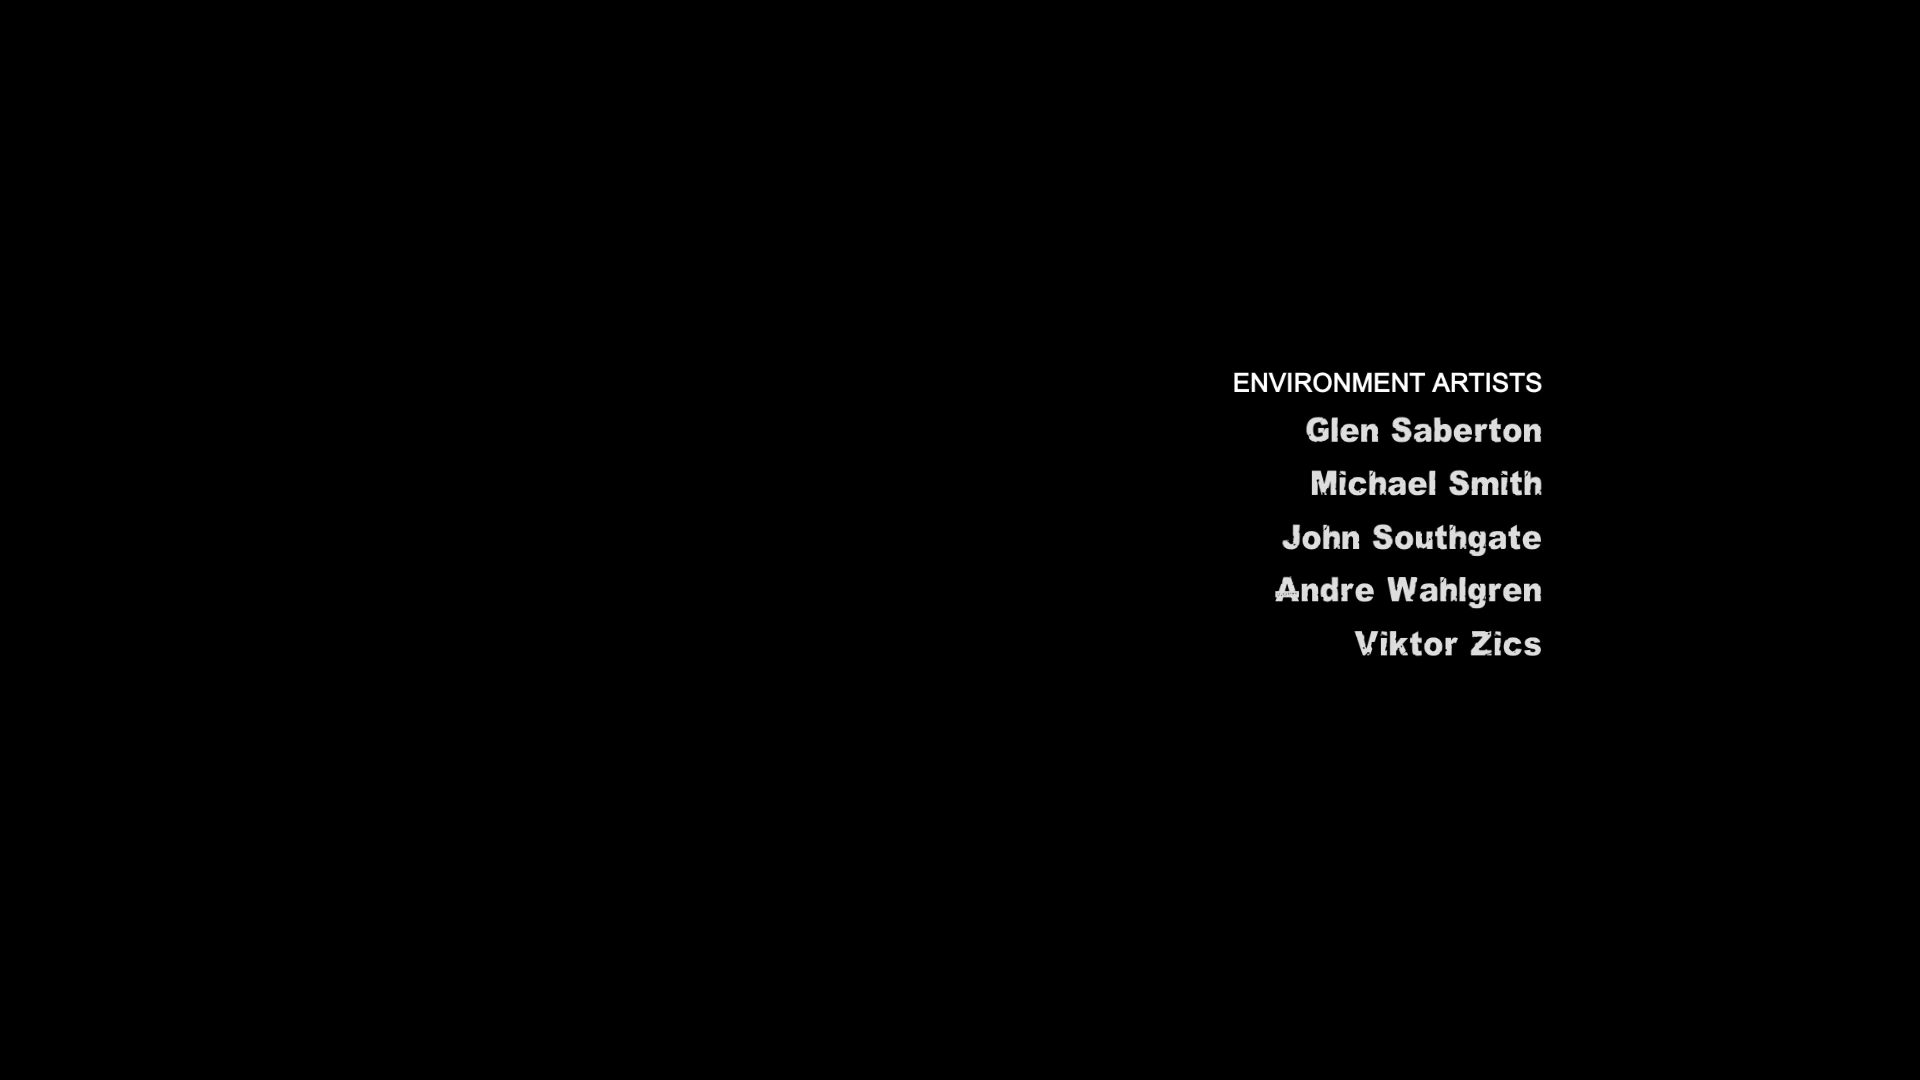 ENVIRONMENT ARTISTS
Glen Saberton
Michael Smith
John Southgate
Andre Wahlgren
Viktor Zics